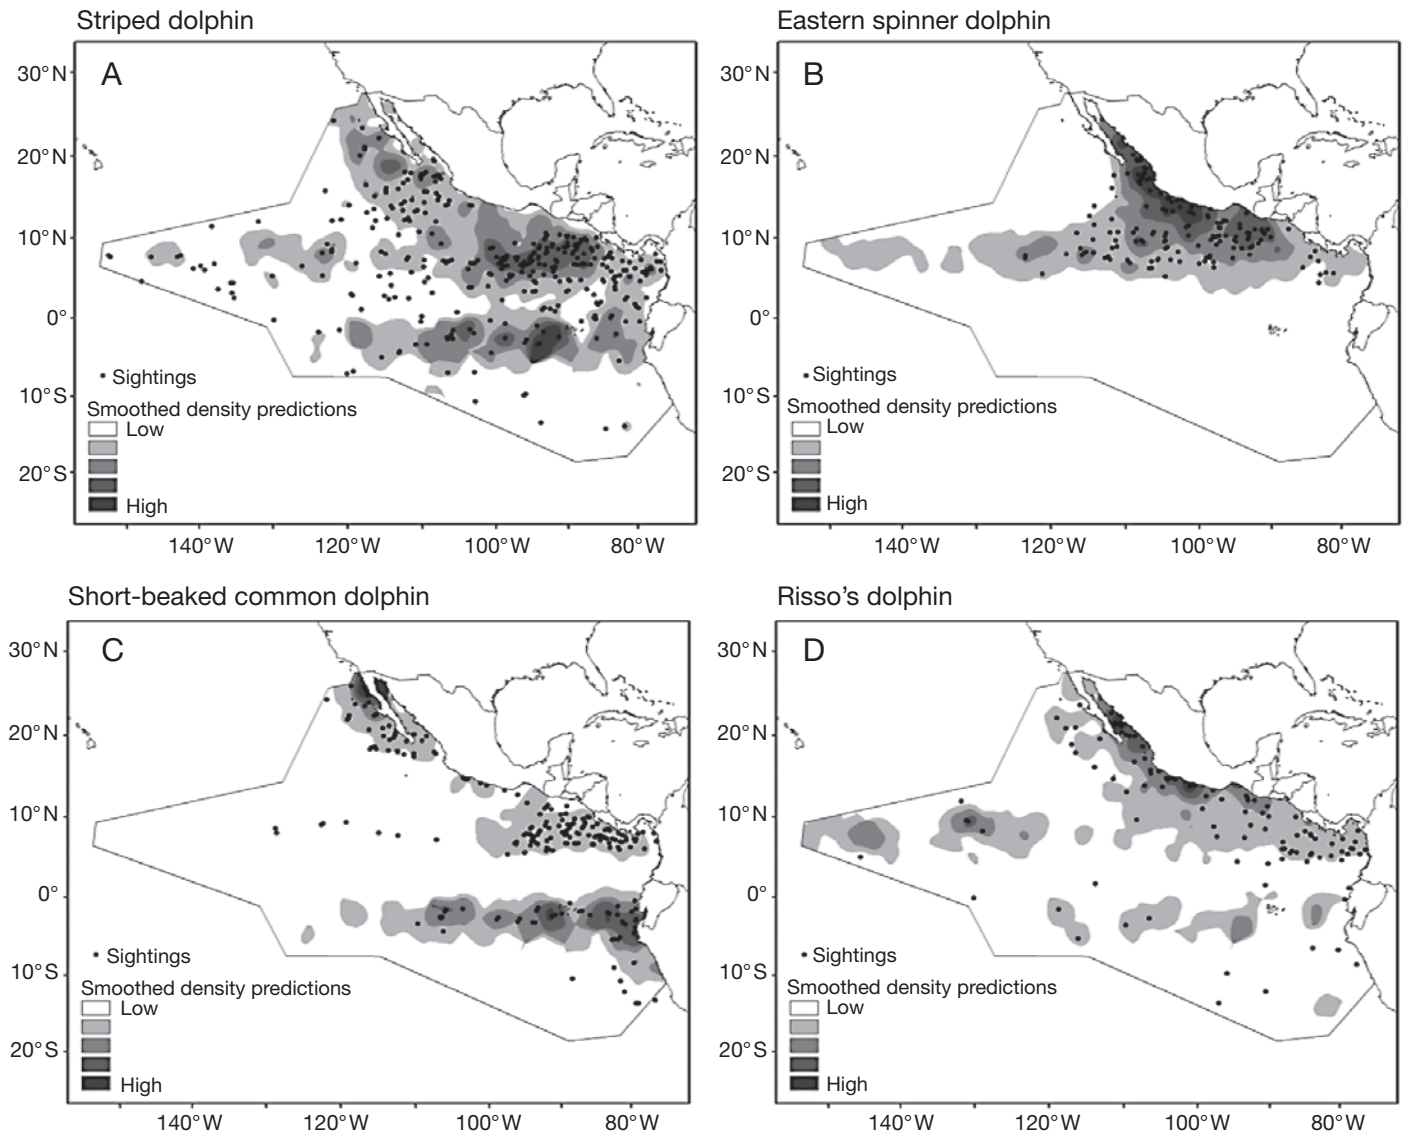 Striped dolphin
A
30°N
20°N
10°N
0°
10°S
20°S
Sightings
Smoothed density predictions
Low
High
140°W 120°W 100°W 80°W
Eastern spinner dolphin
B
30°N
20°N
10°N
0°
10°S
20°S
Sightings
Smoothed density predictions
Low
High
140°W 120°W 100°W 80°W
Short-beaked common dolphin
C
30°N
20°N
10°N
0°
10°S
20°S
Sightings
Smoothed density predictions
Low
High
140°W 120°W 100°W 80°W
Risso's dolphin
D
30°N
20°N
10°N
0°
10°S
20°S
Sightings
Smoothed density predictions
Low
High
140°W 120°W 100°W 80°W